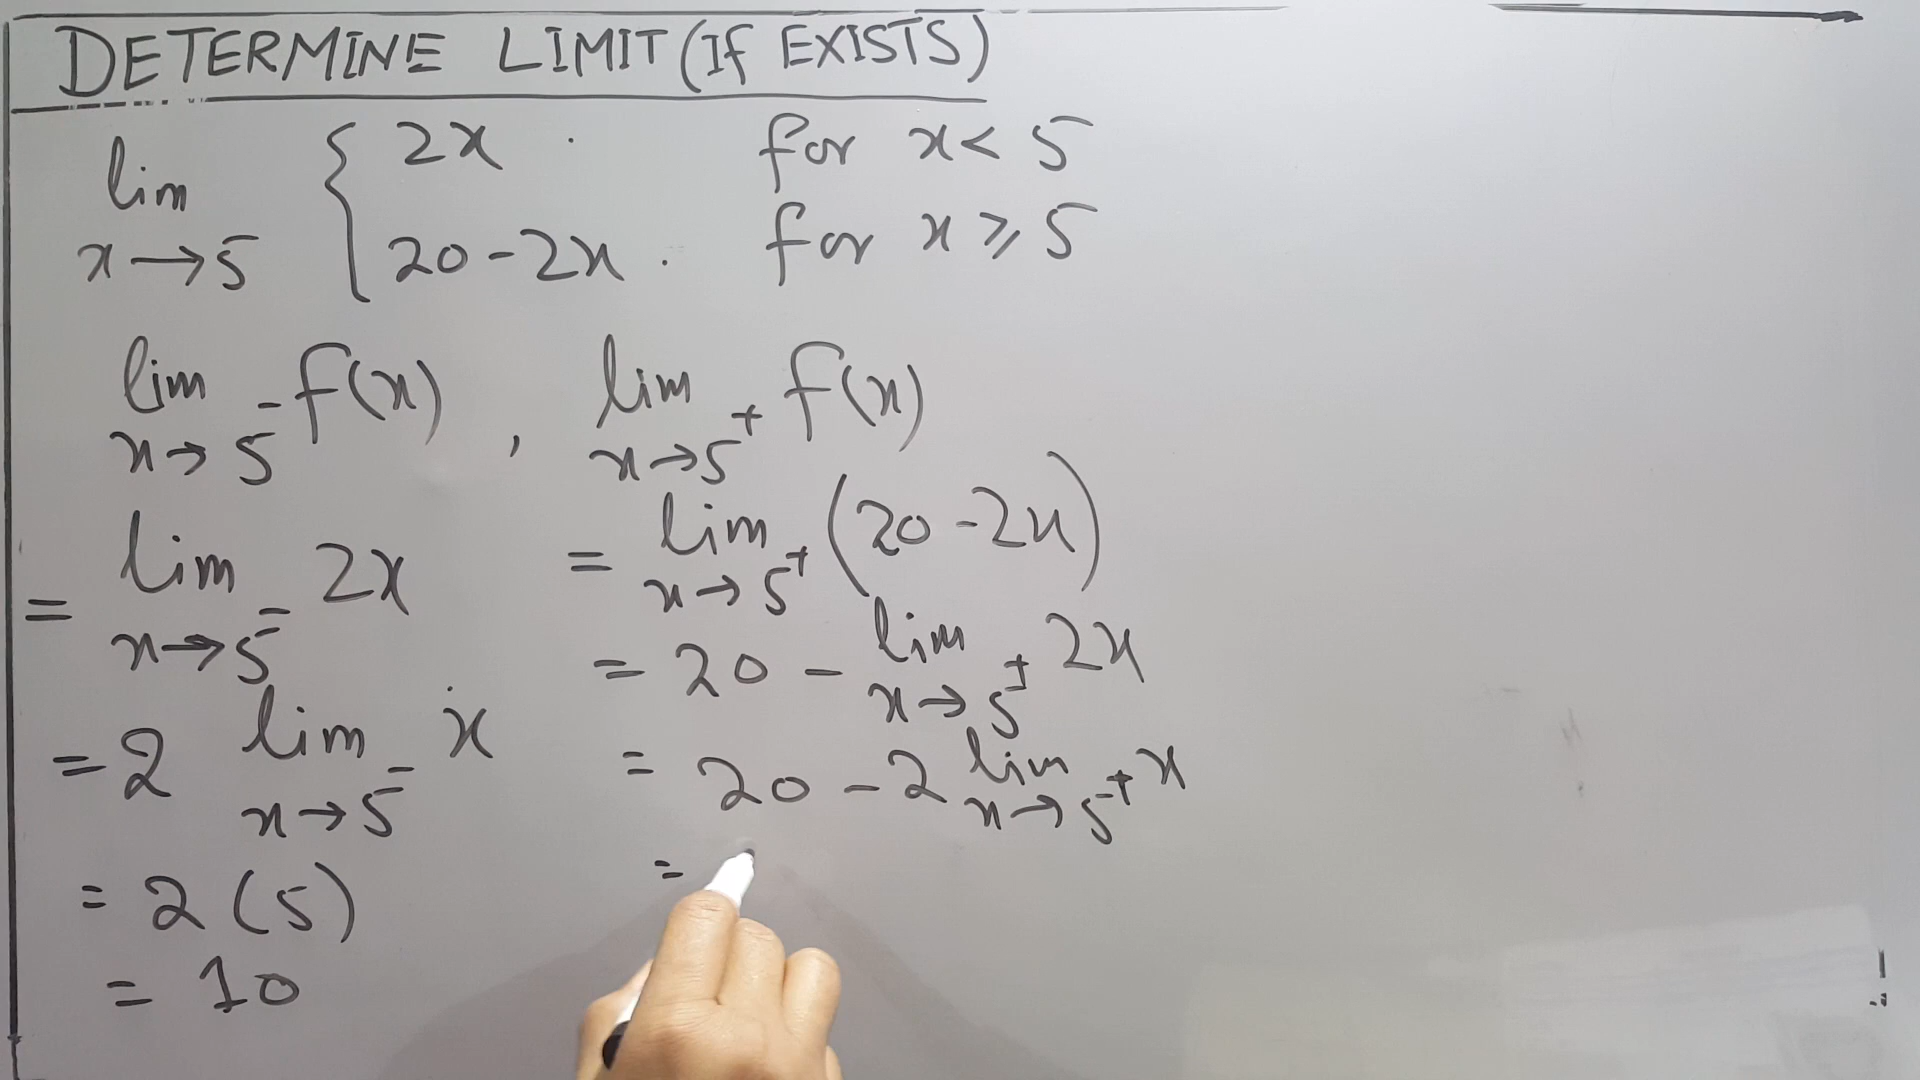 DETERMINE LIMIT (If EXISTS)
lim x→5 { 2x . for x < 5
20-2x . for x ⩾ 5
lim x→5⁻ f(x) , lim x→5⁺ f(x)
= lim x→5⁻ 2x
= 2 lim x→5⁻ x
= 2 (5)
= 10
= lim x→5⁺ (20-2x)
= 20 - lim x→5⁺ 2x
= 20 - 2 lim x→5⁺ x
=